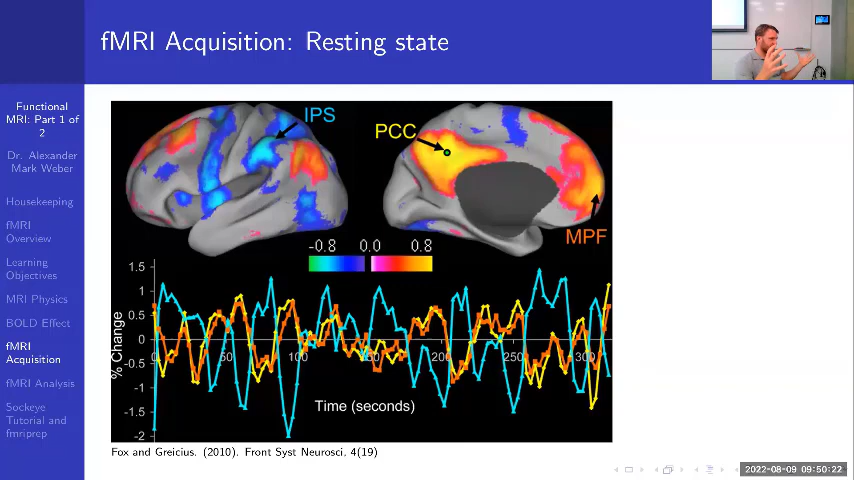 fMRI Acquisition: Resting state
Functional
MRI: Part 1 of
2
Dr. Alexander
Mark Weber
Housekeeping
fMRI
Overview
Learning
Objectives
MRI Physics
BOLD Effect
fMRI
Acquisition
fMRI Analysis
Sockeye
Tutorial and
fmriprep
IPS
PCC
MPF
-0.8 0.0 0.8
1.5
1
0.5
0
-0.5
-1
-1.5
-2
% Change
0 50 100 150 200 250 300
Time (seconds)
Fox and Greicius. (2010). Front Syst Neurosci, 4(19)
2022-08-09 09:50:22